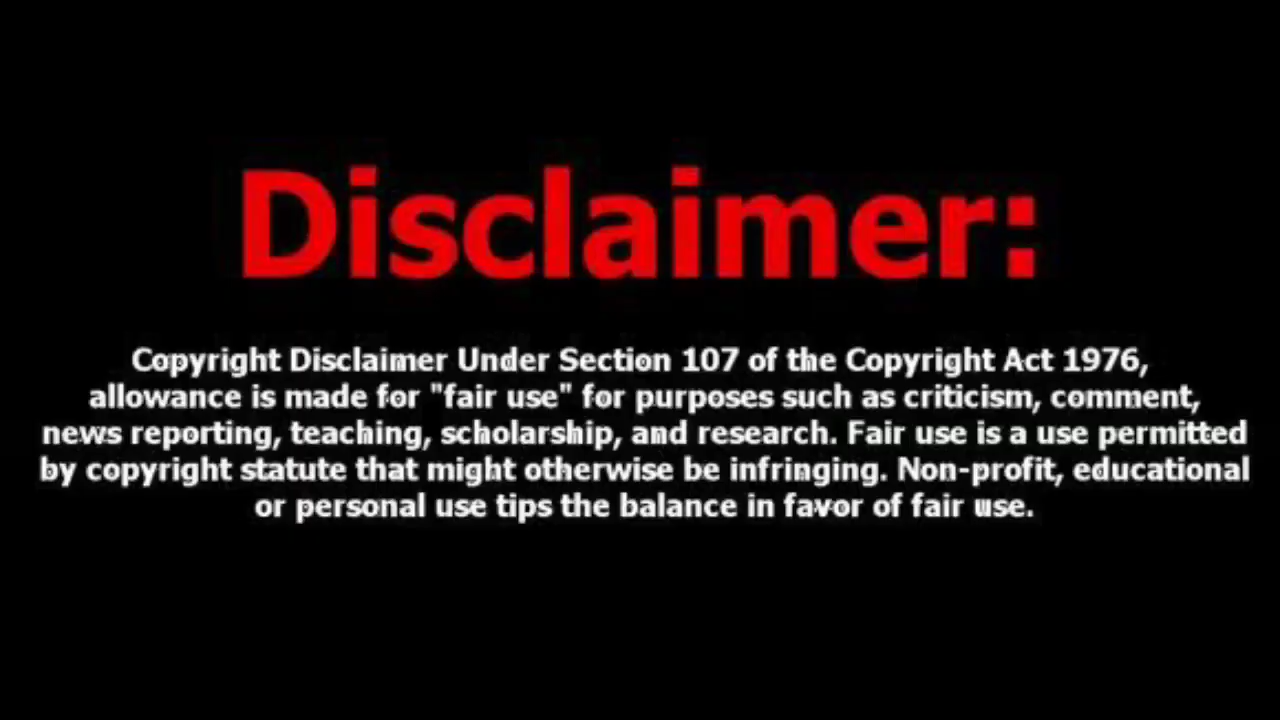 Disclaimer:
Copyright Disclaimer Under Section 107 of the Copyright Act 1976,
allowance is made for "fair use" for purposes such as criticism, comment,
news reporting, teaching, scholarship, and research. Fair use is a use permitted
by copyright statute that might otherwise be infringing. Non-profit, educational
or personal use tips the balance in favor of fair use.